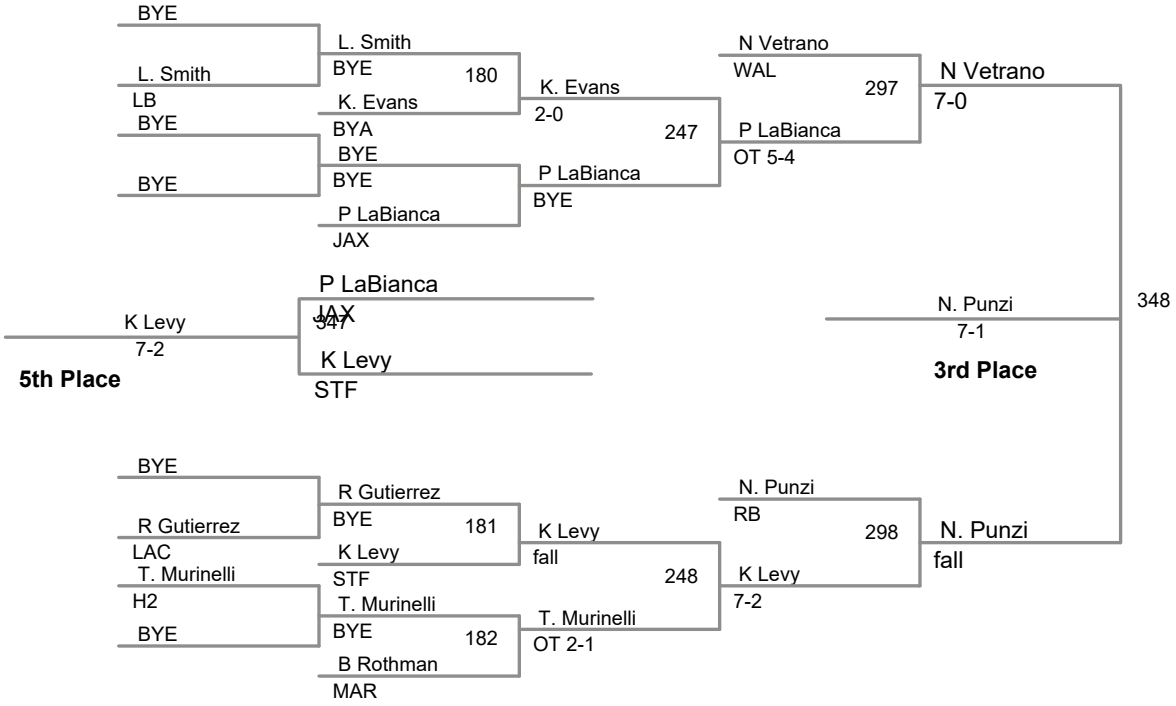 BYE
L. Smith
N Vetrano
BYE
180
WAL
N Vetrano
L. Smith
K. Evans
297
7-0
LB
K. Evans
2-0
BYE
BYA
247
P LaBianca
BYE
OT 5-4
BYE
BYE
P LaBianca
BYE
P LaBianca
JAX
P LaBianca
JAX
347
K Levy
7-2
5th Place
K Levy
STF
N. Punzi
348
7-1
3rd Place
BYE
R Gutierrez
N. Punzi
BYE
181
RB
R Gutierrez
K Levy
298
N. Punzi
LAC
K Levy
fall
fall
T. Murinelli
STF
248
K Levy
H2
T. Murinelli
7-2
BYE
BYE
182
T. Murinelli
OT 2-1
B Rothman
MAR